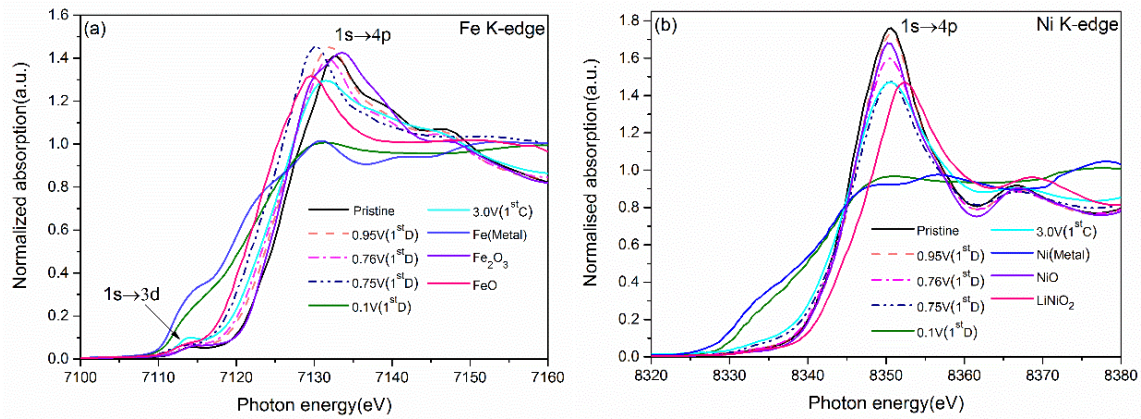 (a)
1s→4p
Fe K-edge
Normalized absorption(a.u.)
1.6
1.4
1.2
1.0
0.8
0.6
0.4
0.2
0.0
1s→3d
Pristine
0.95V(1stD)
0.76V(1stD)
0.75V(1stD)
0.1V(1stD)
3.0V(1stC)
Fe(Metal)
Fe2O3
FeO
7100
7110
7120
7130
7140
7150
7160
Photon energy(eV)
(b)
1s→4p
Ni K-edge
Normalised absorption(a.u.)
1.8
1.6
1.4
1.2
1.0
0.8
0.6
0.4
0.2
0.0
Pristine
0.95V(1stD)
0.76V(1stD)
0.75V(1stD)
0.1V(1stD)
3.0V(1stC)
Ni(Metal)
NiO
LiNiO2
8320
8330
8340
8350
8360
8370
8380
Photon energy(eV)